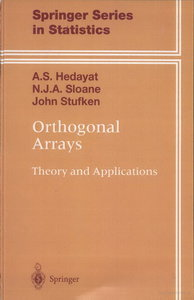 Springer Series
in Statistics
A.S. Hedayat
N.J.A. Sloane
John Stufken
Orthogonal
Arrays
Theory and Applications
Springer